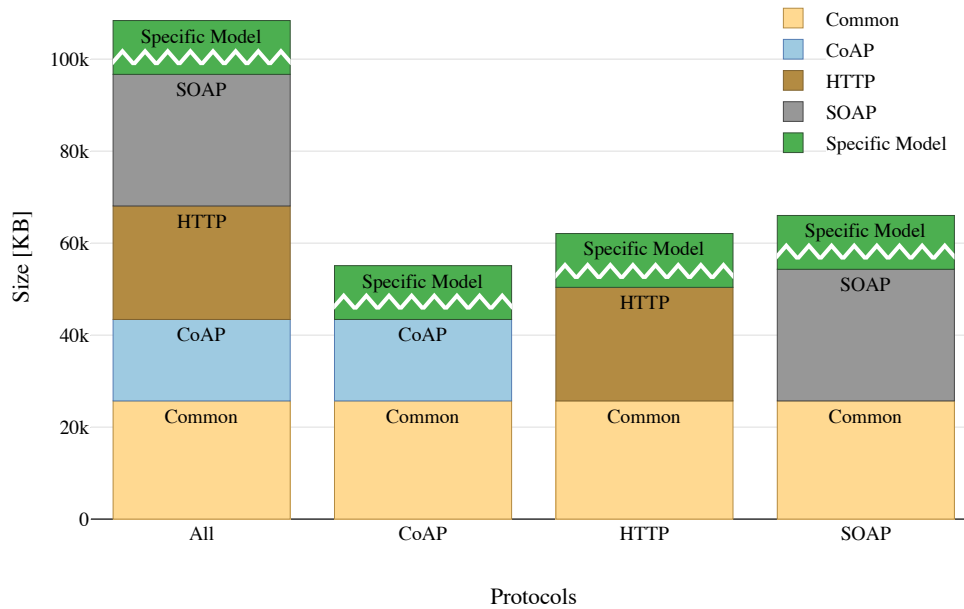 Specific Model
SOAP
HTTP
CoAP
Common
Specific Model
CoAP
Common
Specific Model
HTTP
Common
Specific Model
SOAP
Common
Common
CoAP
HTTP
SOAP
Specific Model
100k
80k
60k
40k
20k
0
Size [KB]
All
CoAP
HTTP
SOAP
Protocols